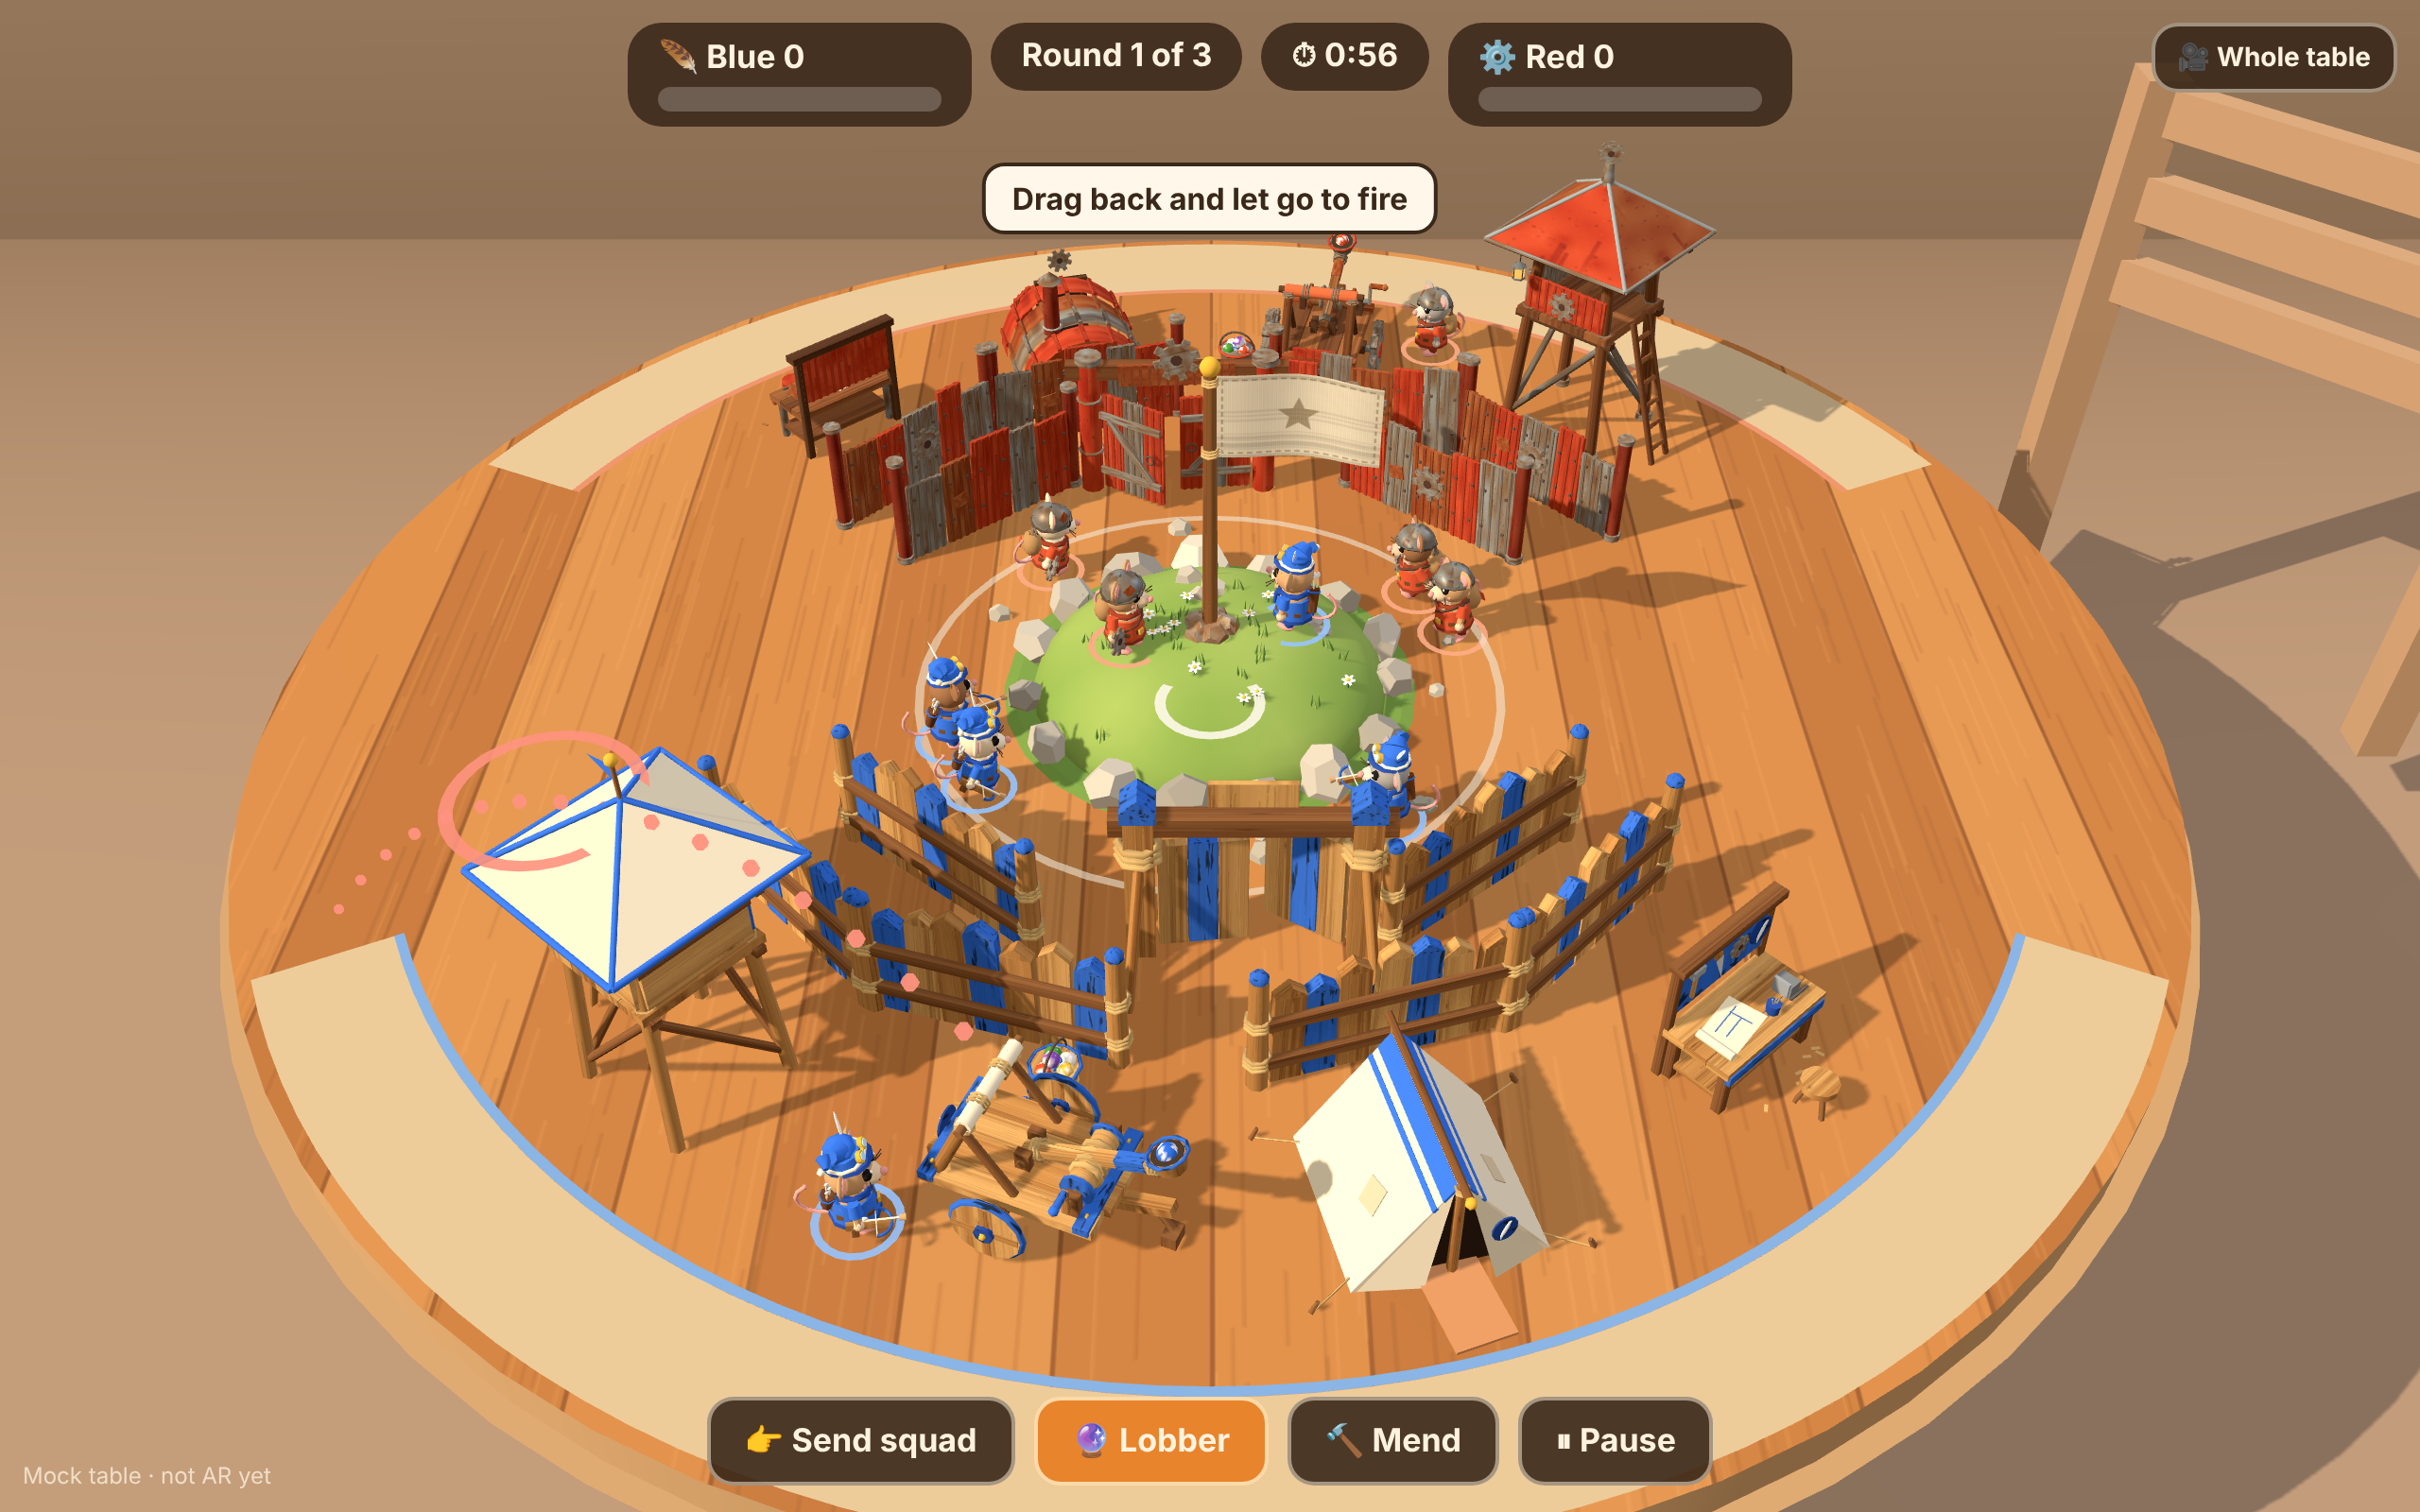 Blue 0
Round 1 of 3
0:56
Red 0
Whole table
Drag back and let go to fire
Send squad
Lobber
Mend
Pause
Mock table · not AR yet